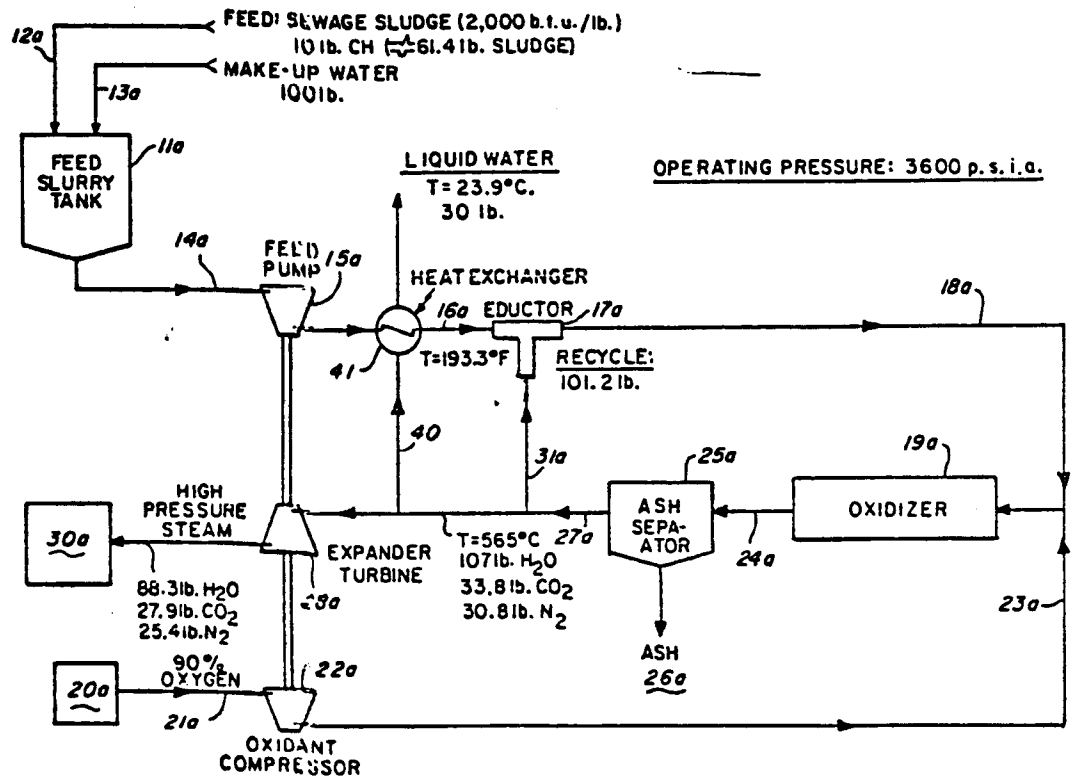 FEED: SEWAGE SLUDGE (2,000 b.t.u./lb.)
10 lb. CH (≈61.4 lb. SLUDGE)
12a
MAKE-UP WATER
100 lb.
13a
11a
FEED
SLURRY
TANK
LIQUID WATER
T = 23.9°C.
30 lb.
OPERATING PRESSURE: 3600 p.s.i.a.
14a
FEED
PUMP
15a
HEAT EXCHANGER
16a
EDUCTOR
17a
18a
41
T=193.3°F
RECYCLE:
101.2 lb.
40
31a
25a
19a
HIGH
PRESSURE
STEAM
ASH
SEPA-
ATOR
OXIDIZER
30a
EXPANDER
TURBINE
T=565°C
107 lb. H2O
33.8 lb. CO2
30.8 lb. N2
27a
24a
88.3 lb. H2O
27.9 lb. CO2
25.4 lb. N2
28a
23a
ASH
26a
90%
OXYGEN
22a
20a
21a
OXIDANT
COMPRESSOR